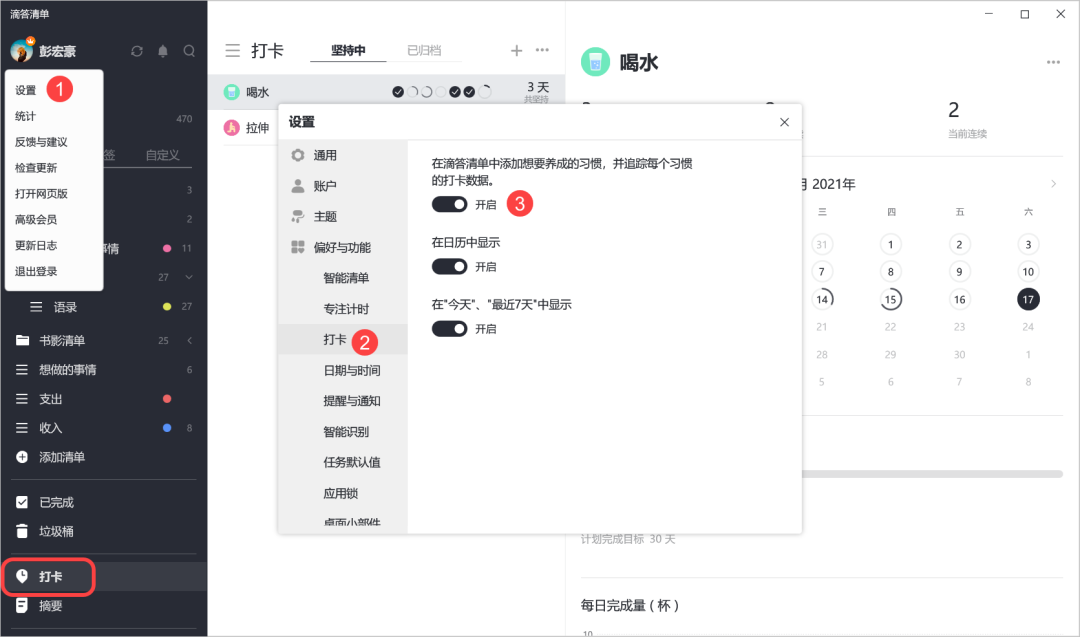 滴答清单
彭宏豪
设置 1
统计
反馈与建议
检查更新
打开网页版
高级会员
更新日志
退出登录
470
签 自定义
3
2
事情 11
27
语录 27
书影清单 25
想做的事情 6
支出
收入 8
添加清单
已完成
垃圾桶
打卡
摘要
打卡 坚持中 已归档
喝水 3 天
共坚持
拉伸
设置
通用
账户
主题
偏好与功能
智能清单
专注计时
打卡 2
日期与时间
提醒与通知
智能识别
任务默认值
应用锁
桌面小部件
在滴答清单中添加想要养成的习惯，并追踪每个习惯
的打卡数据。
开启 3
在日历中显示
开启
在"今天"、"最近7天"中显示
开启
喝水
2
当前连续
月 2021年
三 四 五 六
31 1 2 3
7 8 9 10
14 15 16 17
21 22 23 24
28 29 30 1
5 6 7 8
计划完成目标 30 天
每日完成量 ( 杯 )
10